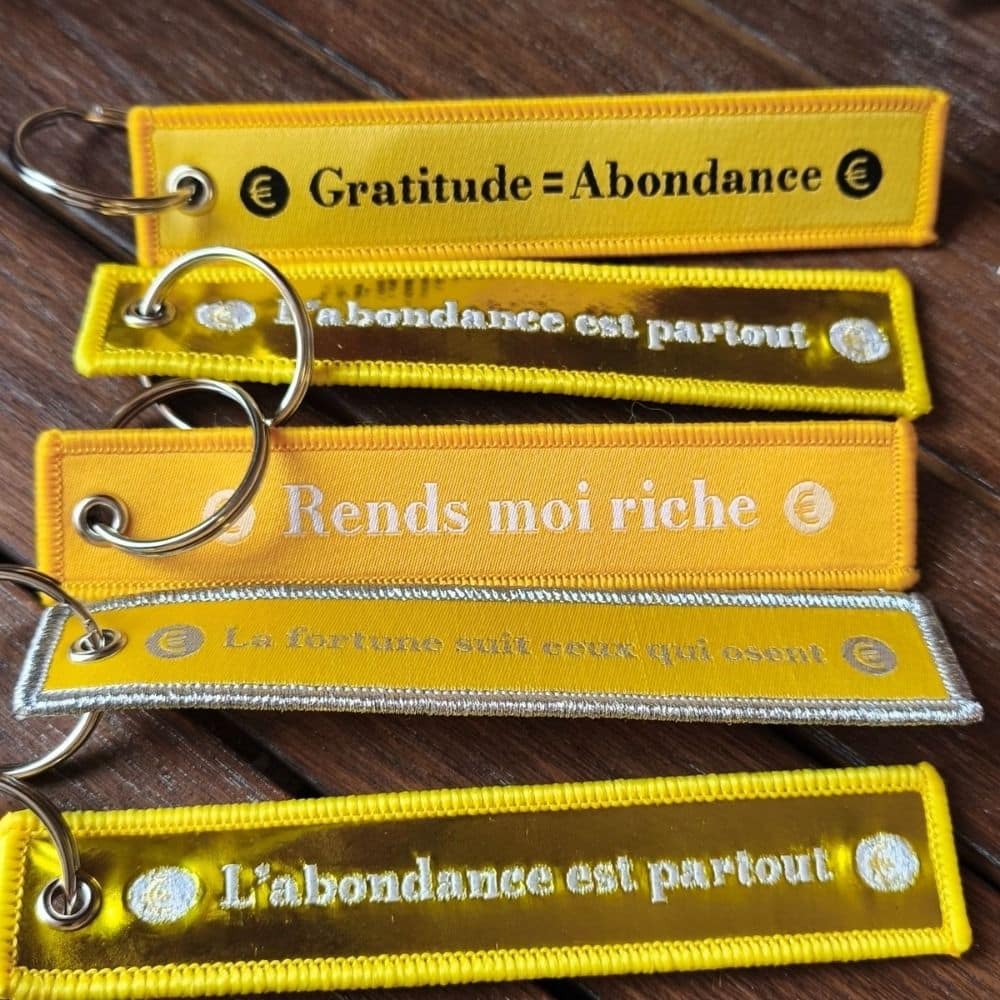 € Gratitude = Abondance €
L'abondance est partout
€ Rends moi riche €
€ La fortune suit ceux qui osent €
L'abondance est partout